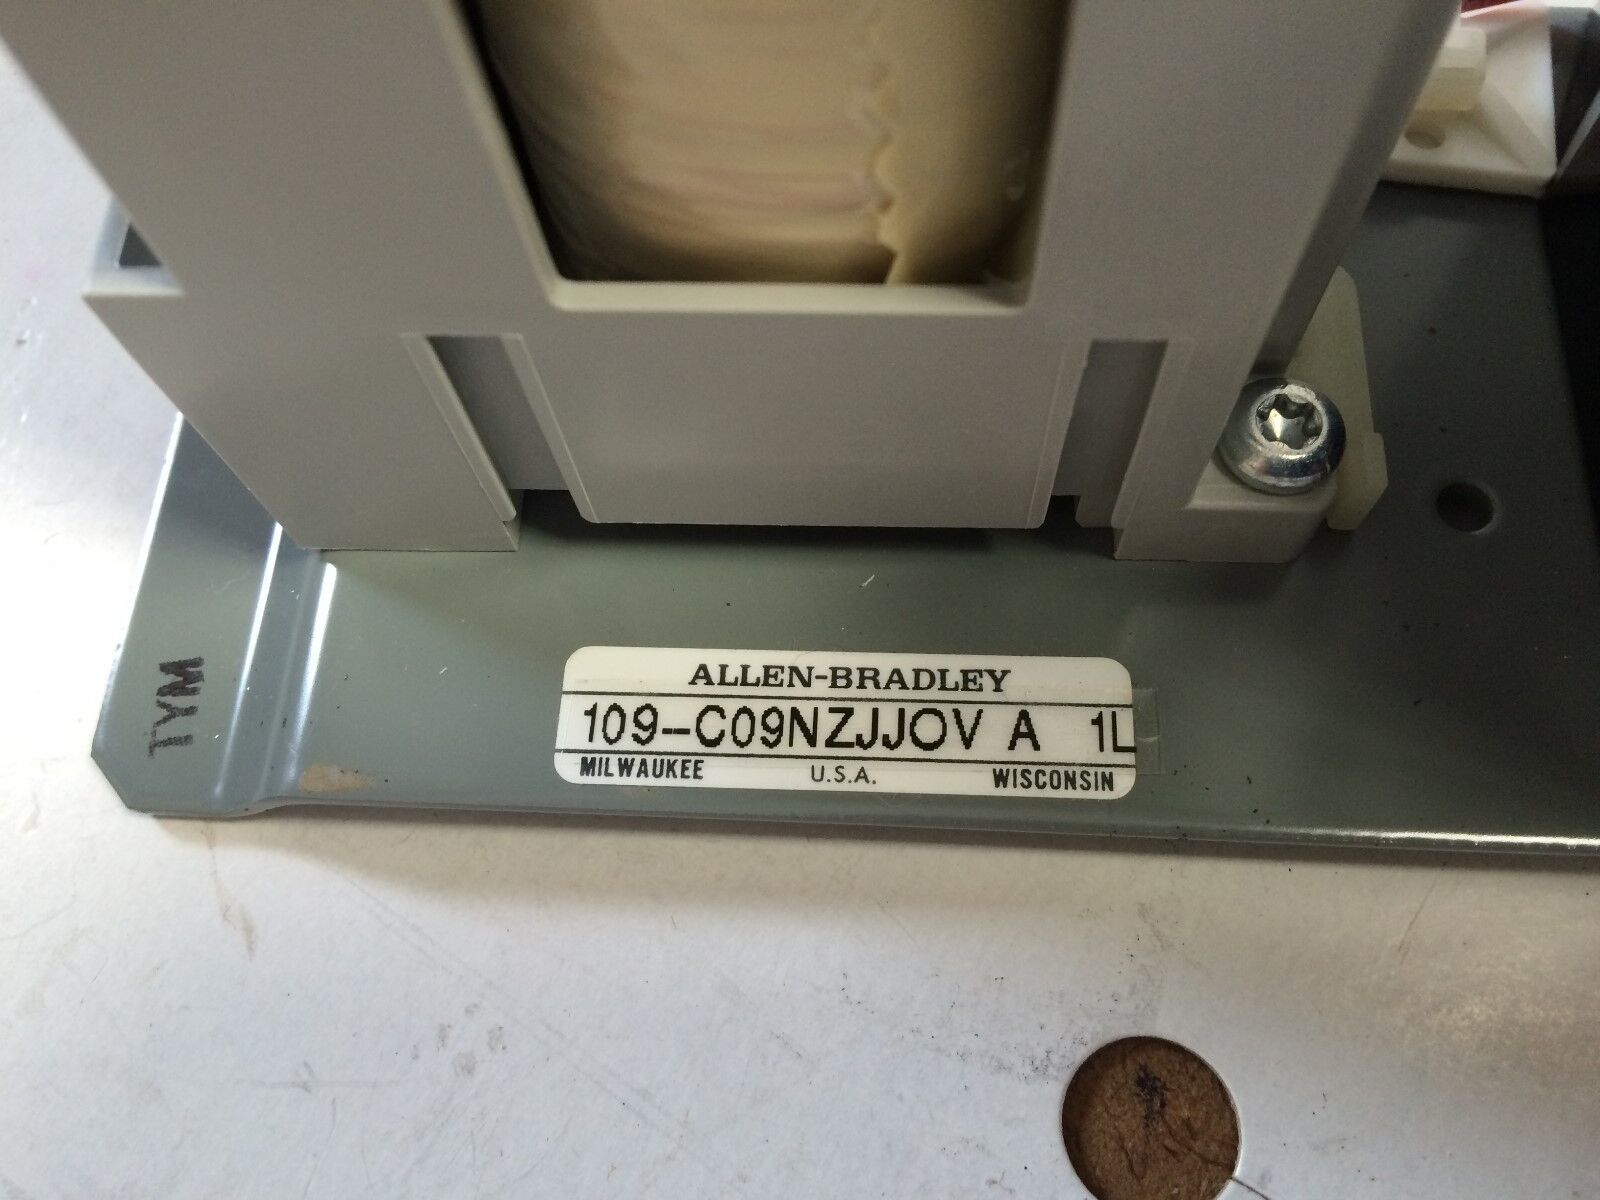 ALLEN-BRADLEY
109-C09NZJJOV A 1L
MILWAUKEE U.S.A. WISCONSIN
TYM